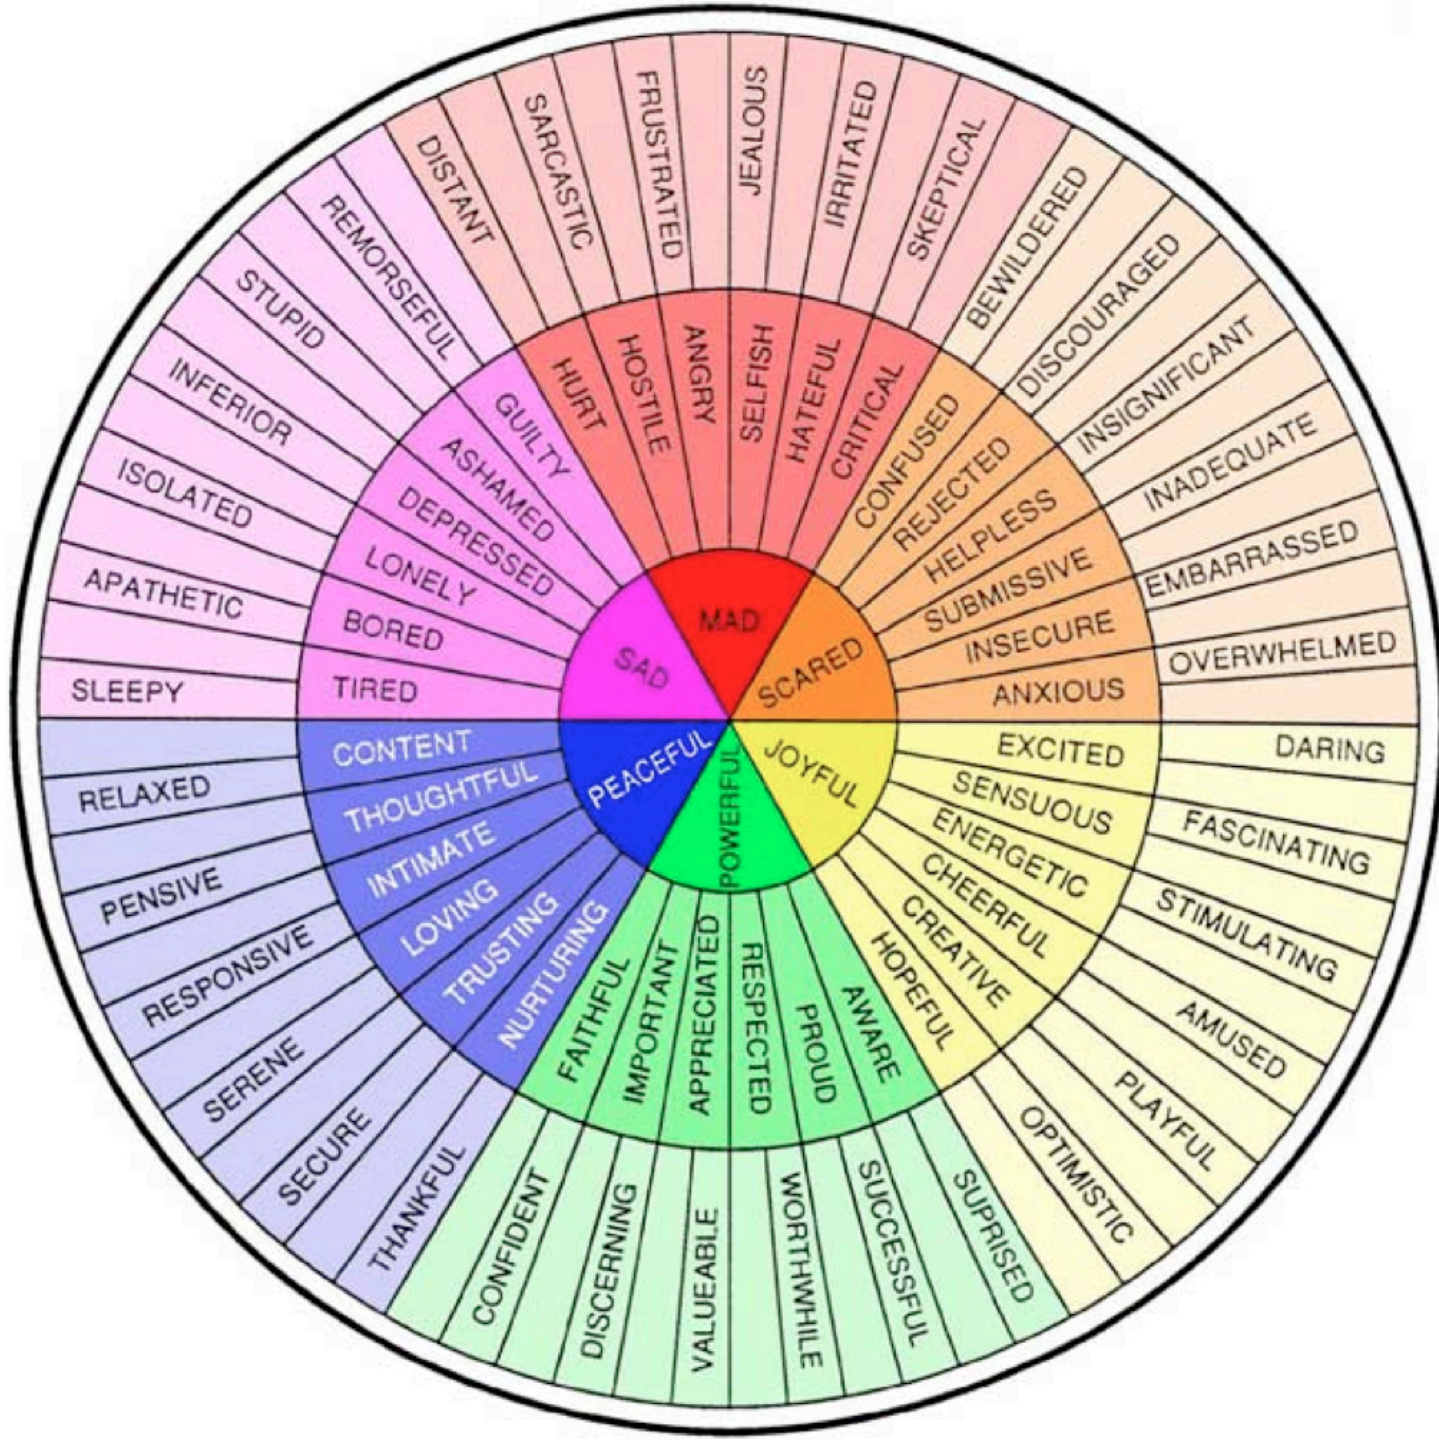 MAD
SCARED
JOYFUL
POWERFUL
PEACEFUL
SAD
HURT
HOSTILE
ANGRY
SELFISH
HATEFUL
CRITICAL
CONFUSED
REJECTED
HELPLESS
SUBMISSIVE
INSECURE
ANXIOUS
EXCITED
SENSUOUS
ENERGETIC
CHEERFUL
CREATIVE
HOPEFUL
AWARE
PROUD
RESPECTED
APPRECIATED
IMPORTANT
FAITHFUL
NURTURING
TRUSTING
LOVING
INTIMATE
THOUGHTFUL
CONTENT
TIRED
BORED
LONELY
DEPRESSED
ASHAMED
GUILTY
DISTANT
SARCASTIC
FRUSTRATED
JEALOUS
IRRITATED
SKEPTICAL
BEWILDERED
DISCOURAGED
INSIGNIFICANT
INADEQUATE
EMBARRASSED
OVERWHELMED
DARING
FASCINATING
STIMULATING
AMUSED
PLAYFUL
OPTIMISTIC
SUPRISED
SUCCESSFUL
WORTHWHILE
VALUEABLE
DISCERNING
CONFIDENT
THANKFUL
SECURE
SERENE
RESPONSIVE
PENSIVE
RELAXED
SLEEPY
APATHETIC
ISOLATED
INFERIOR
STUPID
REMORSEFUL